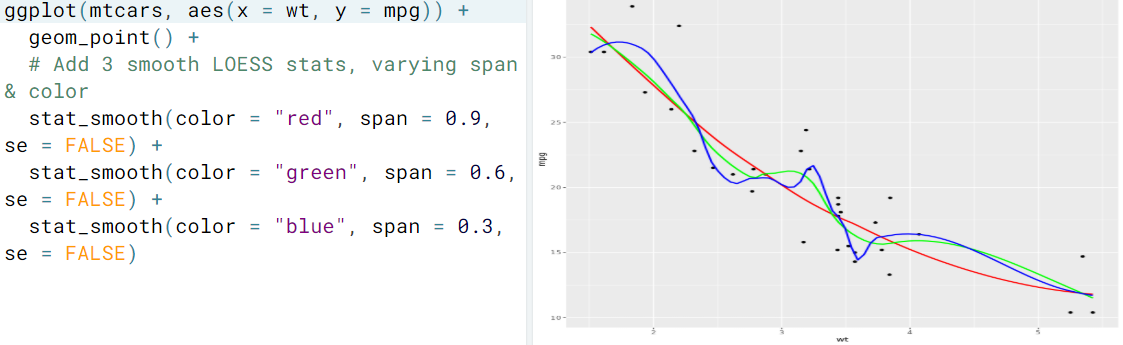 ggplot(mtcars, aes(x = wt, y = mpg)) +
  geom_point() +
  # Add 3 smooth LOESS stats, varying span
& color
  stat_smooth(color = "red", span = 0.9,
se = FALSE) +
  stat_smooth(color = "green", span = 0.6,
se = FALSE) +
  stat_smooth(color = "blue", span = 0.3,
se = FALSE)
30
25
mpg
20
15
10
2 3 4 5
wt